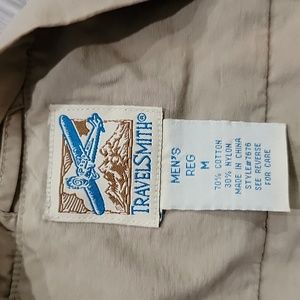 TRAVELSMITH®
MEN'S
REG
M
70% COTTON
30% NYLON
MADE IN CHINA
STYLE#7676
SEE REVERSE
FOR CARE